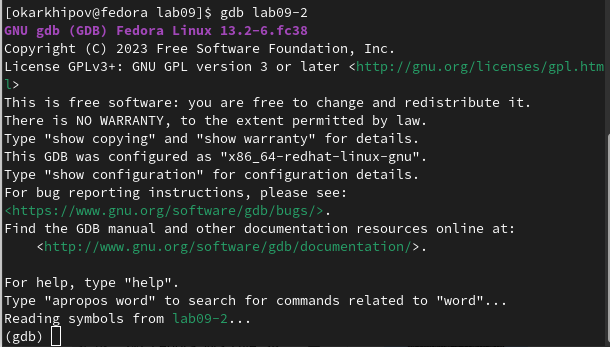 [okarkhipov@fedora lab09]$ gdb lab09-2
GNU gdb (GDB) Fedora Linux 13.2-6.fc38
Copyright (C) 2023 Free Software Foundation, Inc.
License GPLv3+: GNU GPL version 3 or later <http://gnu.org/licenses/gpl.htm
l>
This is free software: you are free to change and redistribute it.
There is NO WARRANTY, to the extent permitted by law.
Type "show copying" and "show warranty" for details.
This GDB was configured as "x86_64-redhat-linux-gnu".
Type "show configuration" for configuration details.
For bug reporting instructions, please see:
<https://www.gnu.org/software/gdb/bugs/>.
Find the GDB manual and other documentation resources online at:
    <http://www.gnu.org/software/gdb/documentation/>.

For help, type "help".
Type "apropos word" to search for commands related to "word"...
Reading symbols from lab09-2...
(gdb)